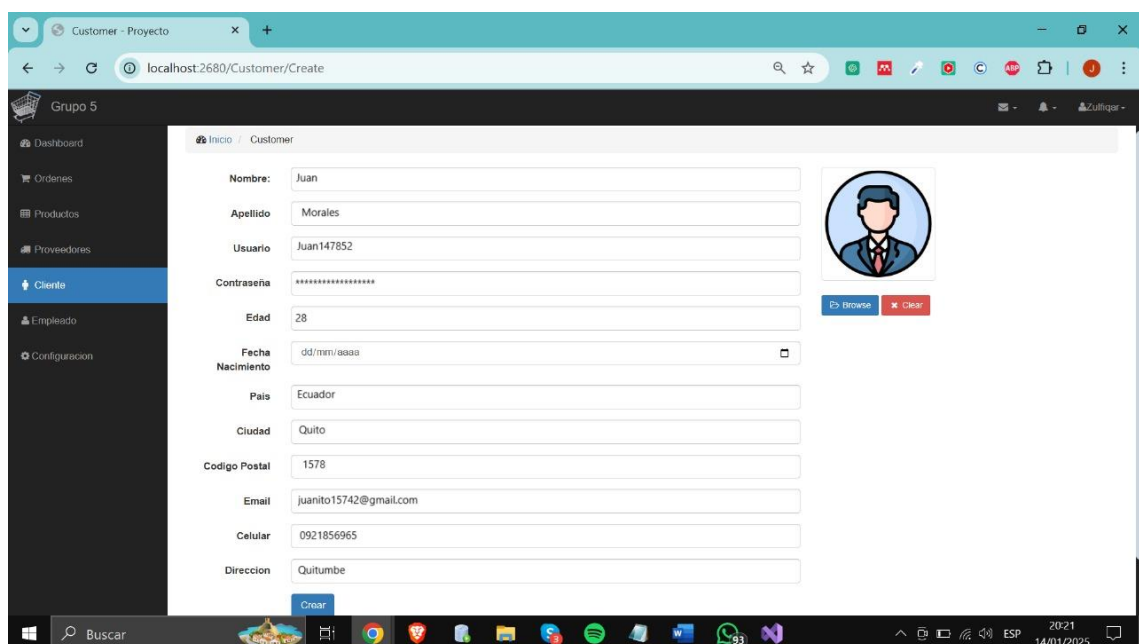 Customer - Proyecto
localhost:2680/Customer/Create
ABP
J
Grupo 5
Zulfiqar
Dashboard
Inicio / Customer
Ordenes
Productos
Proveedores
Cliente
Empleado
Configuracion
Nombre: Juan
Apellido Morales
Usuario Juan147852
Contraseña ******************
Edad 28
Fecha Nacimiento dd/mm/aaaa
Pais Ecuador
Ciudad Quito
Codigo Postal 1578
Email juanito15742@gmail.com
Celular 0921856965
Direccion Quitumbe
Browse
Clear
Crear
Buscar
93
ESP
20:21
14/01/2025